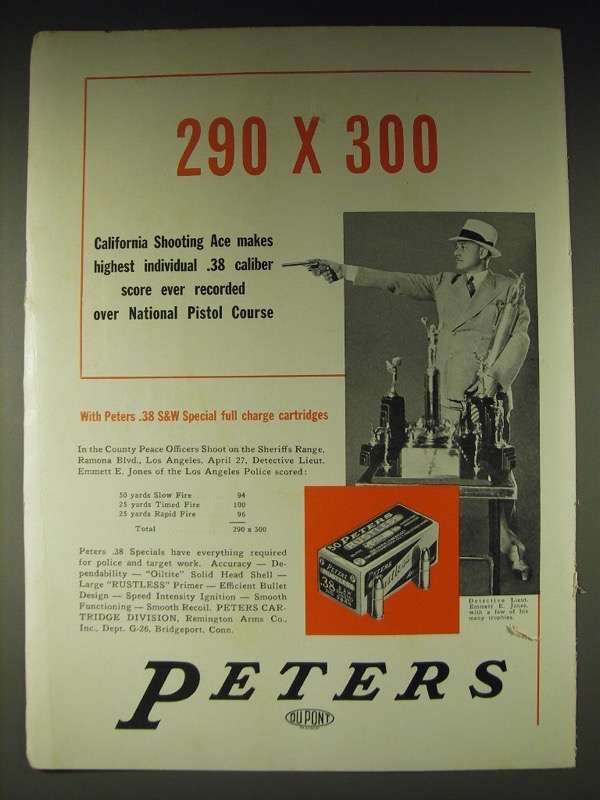 290 X 300
California Shooting Ace makes
highest individual .38 caliber
score ever recorded
over National Pistol Course
With Peters .38 S&W Special full charge cartridges
In the County Peace Officers Shoot on the Sheriff's Range,
Ramona Blvd., Los Angeles, April 27, Detective Lieut.
Emmett E. Jones of the Los Angeles Police scored:
50 yards Slow Fire 94
25 yards Timed Fire 100
25 yards Rapid Fire 96
Total 290 x 300
Peters .38 Specials have everything required
for police and target work. Accuracy — De-
pendability — "Oiltite" Solid Head Shell —
Large "RUSTLESS" Primer — Efficient Bullet
Design — Speed Intensity Ignition — Smooth
Functioning — Smooth Recoil. PETERS CAR-
TRIDGE DIVISION, Remington Arms Co.,
Inc., Dept. G-26, Bridgeport, Conn.
50 PETERS
PETERS
.38 S&W
PETERS
Detective Lieut.
Emmett E. Jones,
with a few of his
many trophies.
PETERS
DU PONT